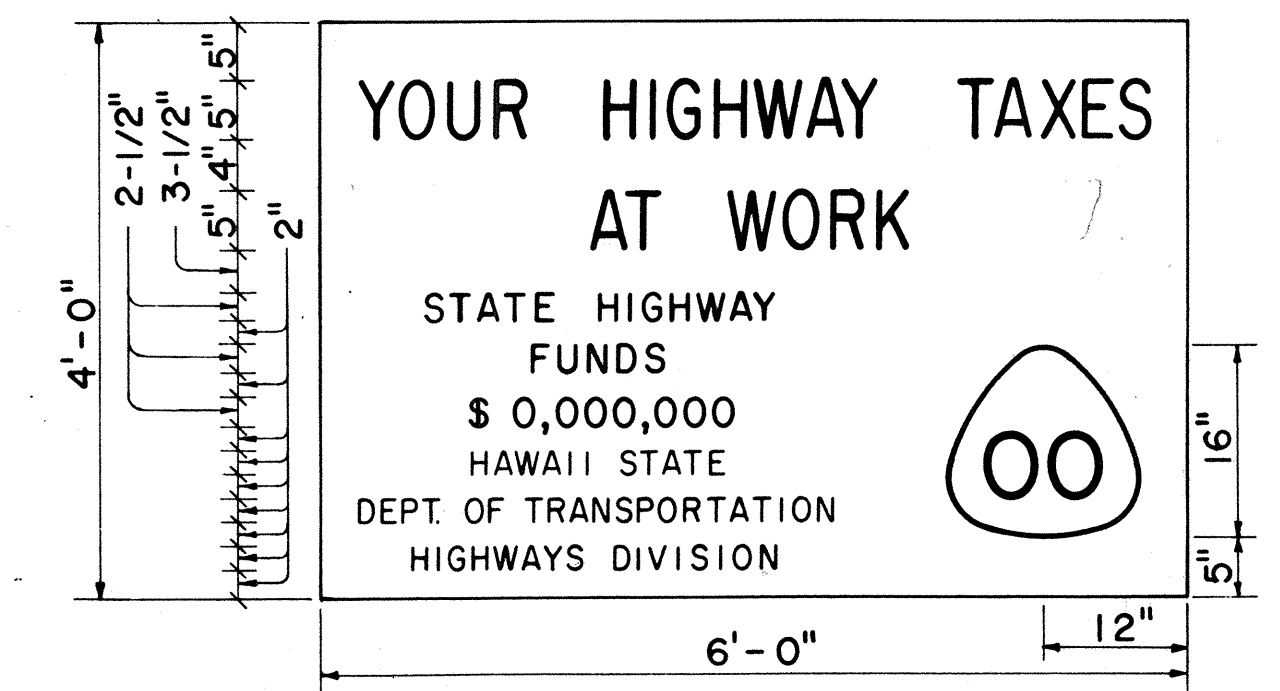 YOUR HIGHWAY TAXES
AT WORK
STATE HIGHWAY
FUNDS
$ 0,000,000
HAWAII STATE
DEPT. OF TRANSPORTATION
HIGHWAYS DIVISION
00
4'-0"
2-1/2"
3-1/2"
5"
5"
4"
5"
2"
16"
5"
12"
6'-0"